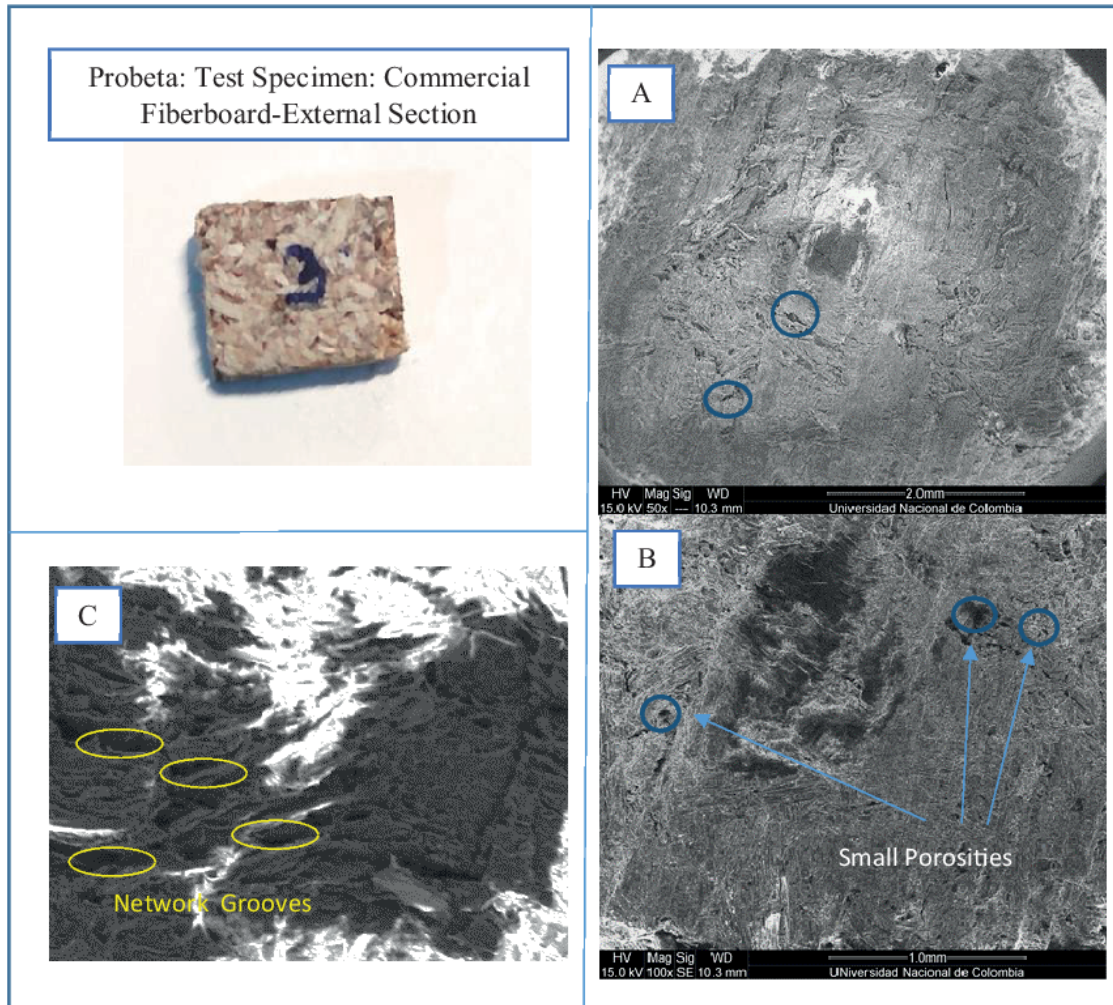 Probeta: Test Specimen: Commercial
Fiberboard-External Section
3
A
HV Mag Sig WD 2.0mm
15.0 kV 50x --- 10.3 mm Universidad Nacional de Colombia
B
Small Porosities
HV Mag Sig WD 1.0mm
15.0 kV 100x SE 10.3 mm UNiversidad Nacional de Colombia
C
Network Grooves